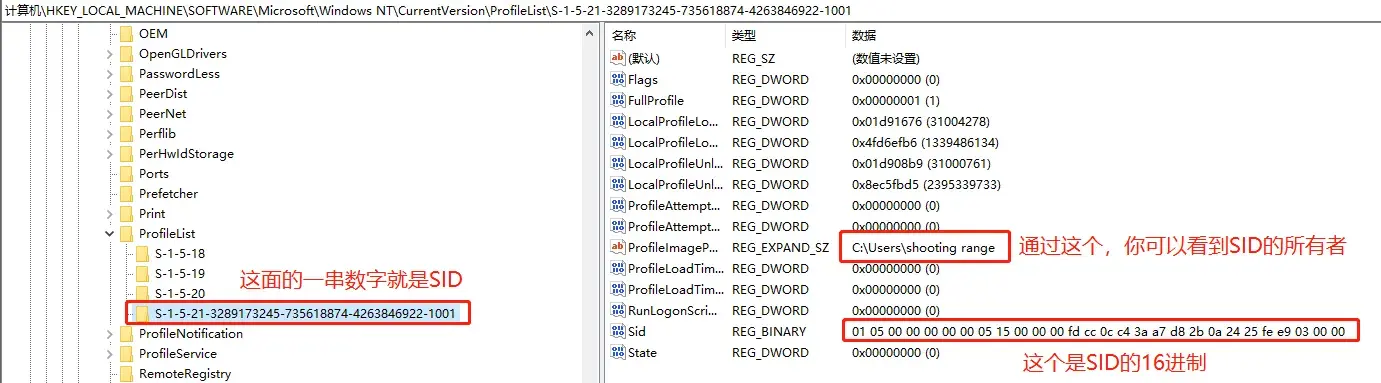 计算机\HKEY_LOCAL_MACHINE\SOFTWARE\Microsoft\Windows NT\CurrentVersion\ProfileList\S-1-5-21-3289173245-735618874-4263846922-1001
OEM
OpenGLDrivers
PasswordLess
PeerDist
PeerNet
Perflib
PerHwIdStorage
Ports
Prefetcher
Print
ProfileList
S-1-5-18
S-1-5-19
S-1-5-20
S-1-5-21-3289173245-735618874-4263846922-1001
ProfileNotification
ProfileService
RemoteRegistry
这面的一串数字就是SID
名称 类型 数据
(默认) REG_SZ (数值未设置)
Flags REG_DWORD 0x00000000 (0)
FullProfile REG_DWORD 0x00000001 (1)
LocalProfileLo... REG_DWORD 0x01d91676 (31004278)
LocalProfileLo... REG_DWORD 0x4fd6efb6 (1339486134)
LocalProfileUnl... REG_DWORD 0x01d908b9 (31000761)
LocalProfileUnl... REG_DWORD 0x8ec5fbd5 (2395339733)
ProfileAttempt... REG_DWORD 0x00000000 (0)
ProfileAttempt... REG_DWORD 0x00000000 (0)
ProfileImageP... REG_EXPAND_SZ C:\Users\shooting range
通过这个，你可以看到SID的所有者
ProfileLoadTim... REG_DWORD 0x00000000 (0)
ProfileLoadTim... REG_DWORD 0x00000000 (0)
RunLogonScri... REG_DWORD 0x00000000 (0)
Sid REG_BINARY 01 05 00 00 00 00 00 05 15 00 00 00 fd cc 0c c4 3a a7 d8 2b 0a 24 25 fe e9 03 00 00
State REG_DWORD 0x00000000 (0)
这个是SID的16进制